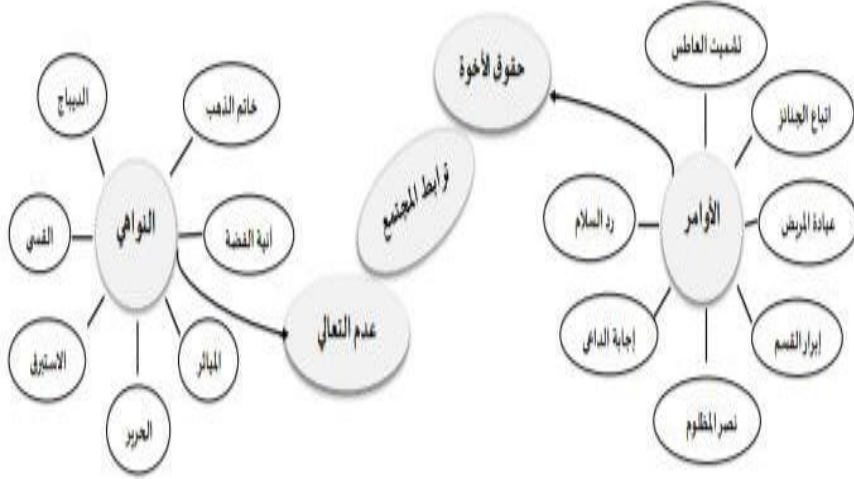 تشميت العاطس
اتباع الجنائز
عيادة المريض
إبرار القسم
نصر المظلوم
إجابة الداعي
رد السلام
الأوامر
حقوق الأخوة
ترابط المجتمع
عدم التعالي
النواهي
خاتم الذهب
آنية الفضة
المياثر
الحرير
الاستبرق
القسي
الديباج